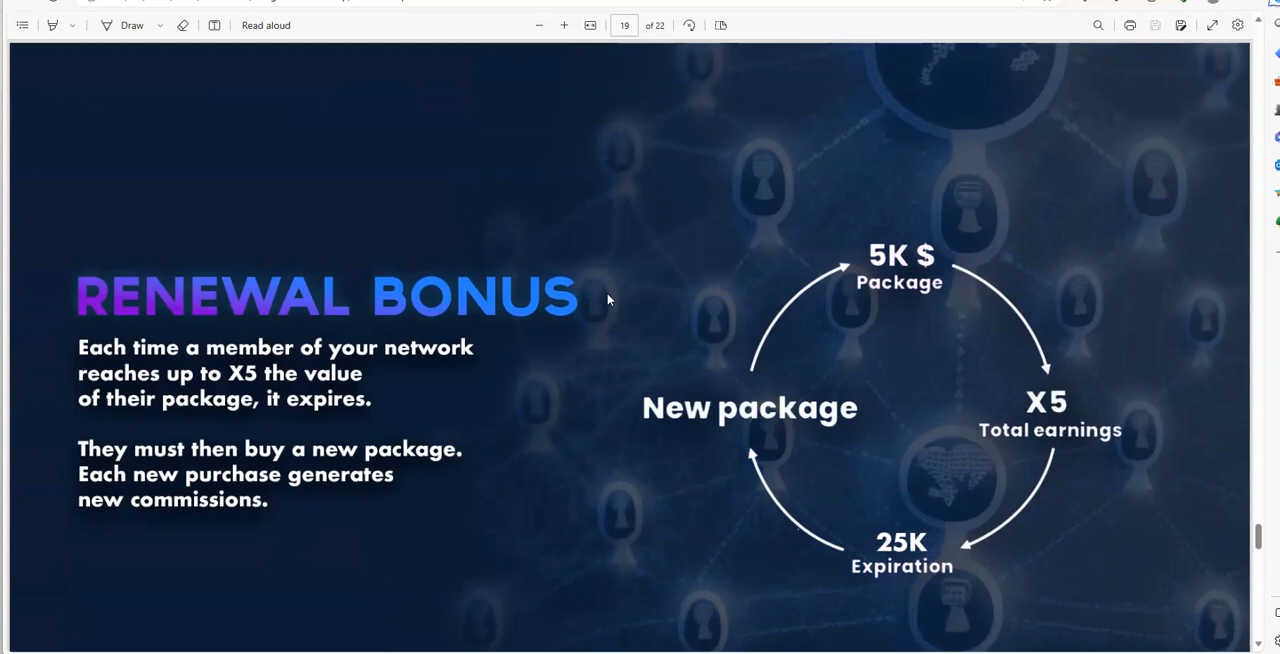 Draw
Read aloud
19
of 22
RENEWAL BONUS
Each time a member of your network
reaches up to X5 the value
of their package, it expires.
They must then buy a new package.
Each new purchase generates
new commissions.
5K $
Package
X5
Total earnings
25K
Expiration
New package